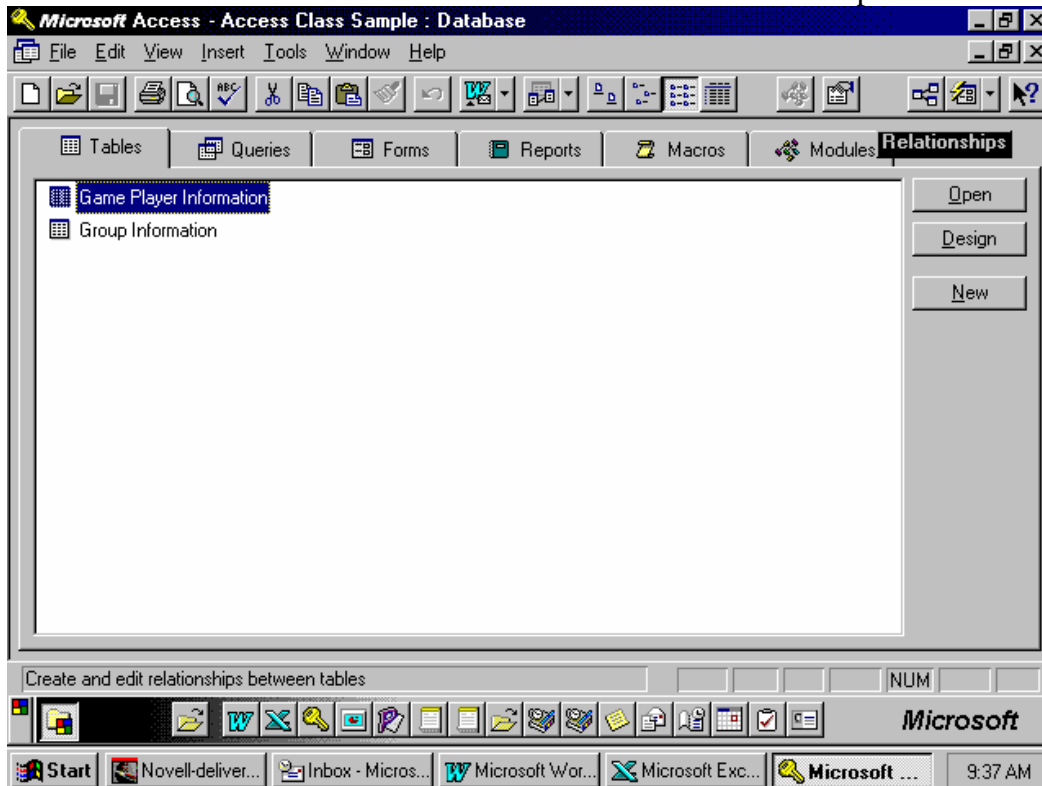 Microsoft Access - Access Class Sample : Database
File Edit View Insert Tools Window Help
ABC
Tables Queries Forms Reports Macros Modules Relationships
Game Player Information
Group Information
Open
Design
New
Create and edit relationships between tables
NUM
Microsoft
Start Novell-deliver... Inbox - Micros... Microsoft Wor... Microsoft Exc... Microsoft ... 9:37 AM